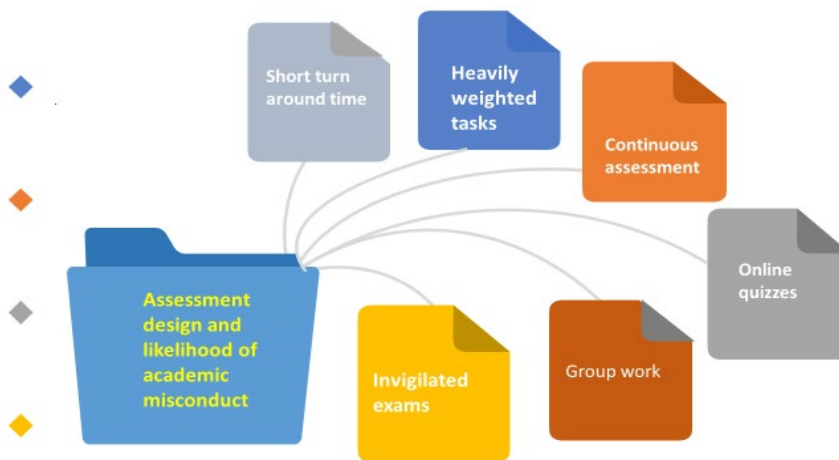 Short turn
around time
Heavily
weighted
tasks
Continuous
assessment
Online
quizzes
Assessment
design and
likelihood of
academic
misconduct
Invigilated
exams
Group work